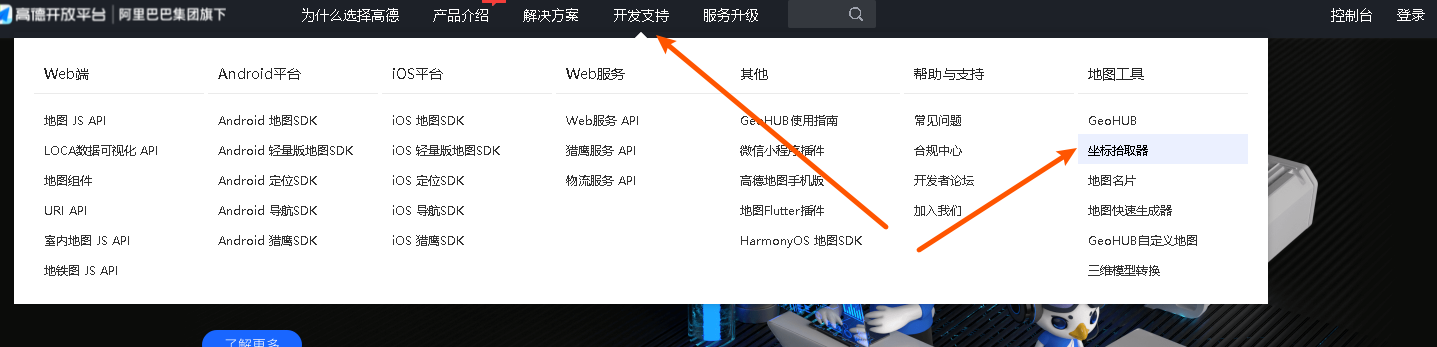 高德开放平台 | 阿里巴巴集团旗下 为什么选择高德 产品介绍 解决方案 开发支持 服务升级 控制台 登录
Web端 Android平台 iOS平台 Web服务 其他 帮助与支持 地图工具
地图 JS API Android 地图SDK iOS 地图SDK Web服务 API GeoHUB使用指南 常见问题 GeoHUB
LOCA数据可视化 API Android 轻量版地图SDK iOS 轻量版地图SDK 猎鹰服务 API 微信小程序插件 合规中心 坐标拾取器
地图组件 Android 定位SDK iOS 定位SDK 物流服务 API 高德地图手机版 开发者论坛 地图名片
URI API Android 导航SDK iOS 导航SDK 地图Flutter插件 加入我们 地图快速生成器
室内地图 JS API Android 猎鹰SDK iOS 猎鹰SDK HarmonyOS 地图SDK GeoHUB自定义地图
地铁图 JS API 三维模型转换
了解更多